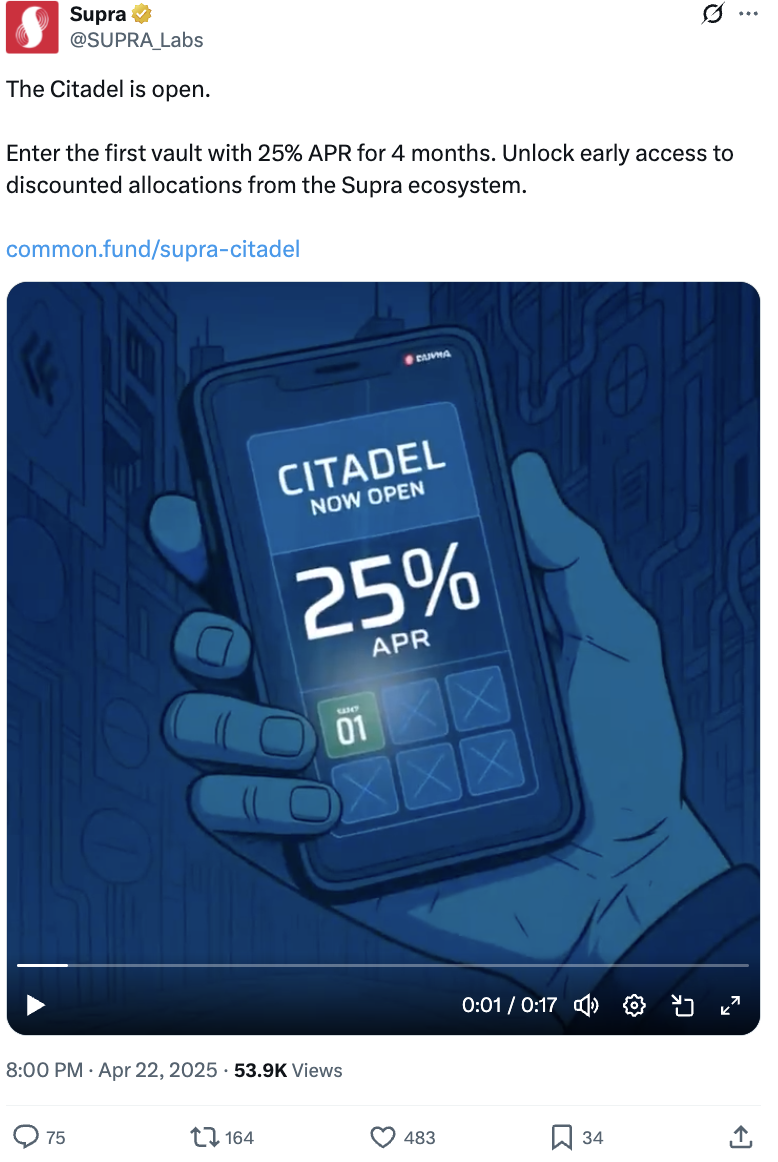 Supra
@SUPRA_Labs
The Citadel is open.
Enter the first vault with 25% APR for 4 months. Unlock early access to
discounted allocations from the Supra ecosystem.
common.fund/supra-citadel
SUPRA
CITADEL
NOW OPEN
25%
APR
01
0:01 / 0:17
8:00 PM · Apr 22, 2025 · 53.9K Views
75
164
483
34